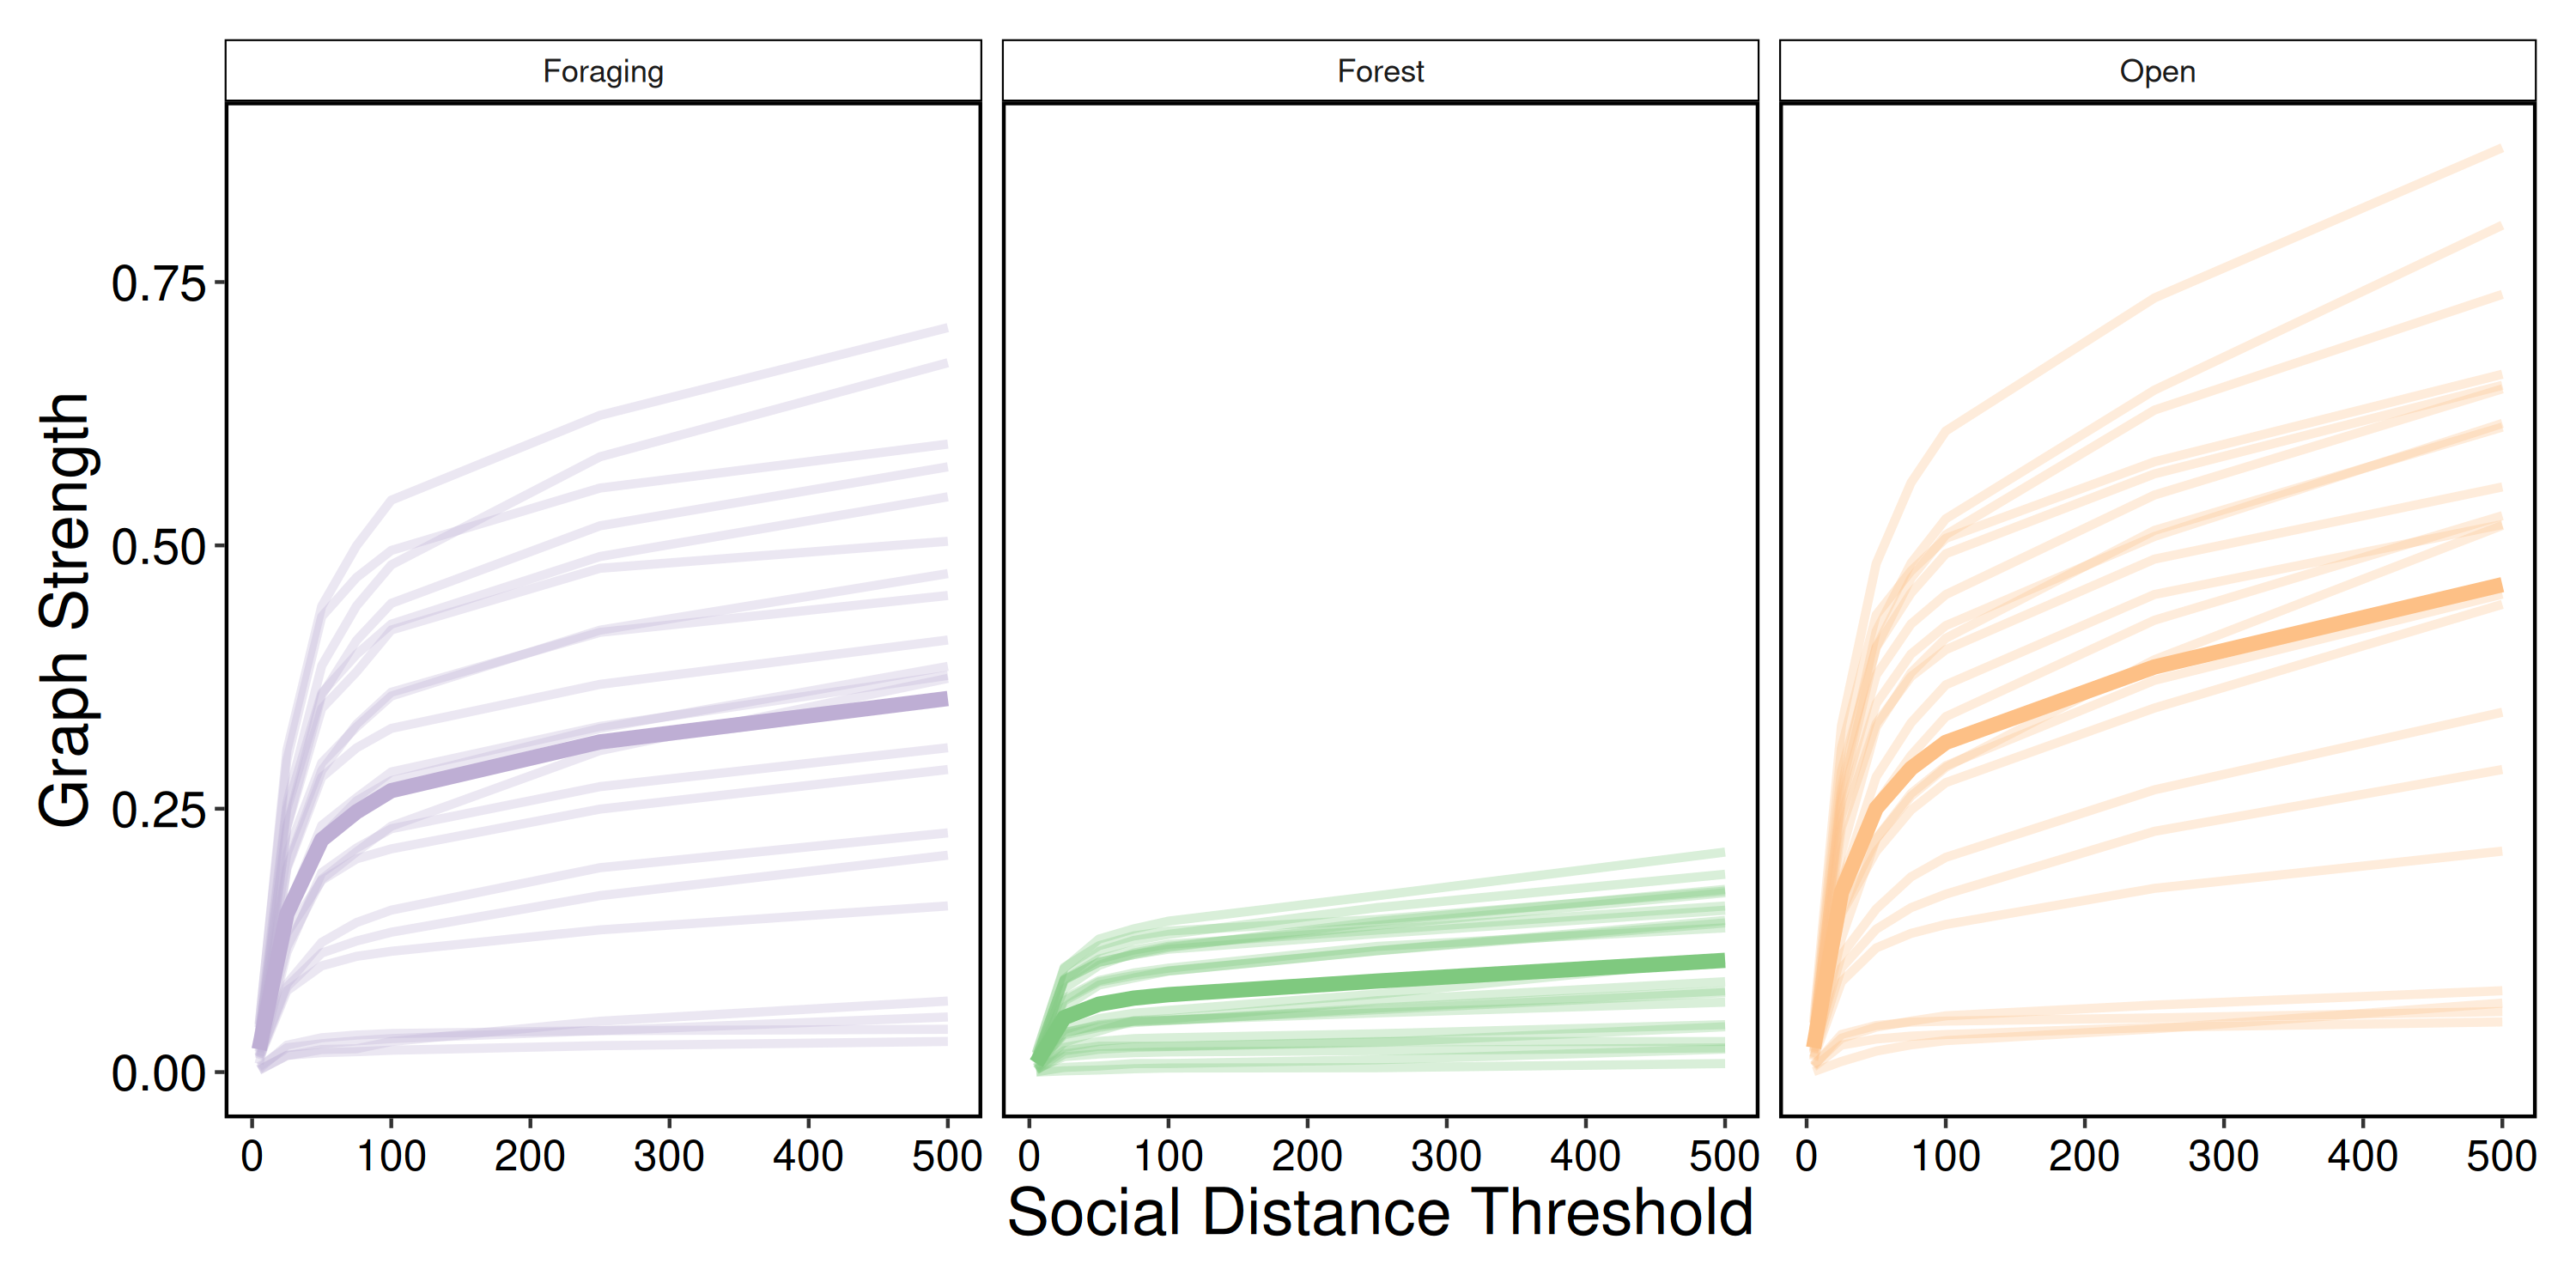 Foraging Forest Open
Graph Strength
0.75
0.50
0.25
0.00
0 100 200 300 400 500 0 100 200 300 400 500 0 100 200 300 400 500
Social Distance Threshold